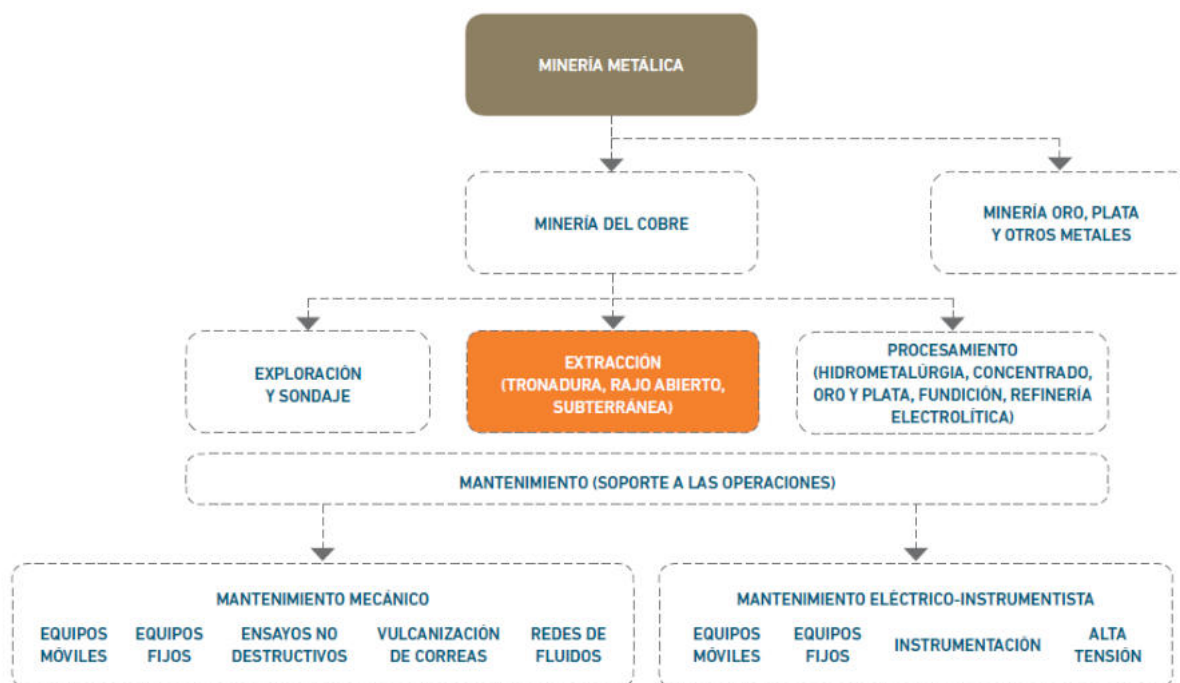 MINERÍA METÁLICA
MINERÍA DEL COBRE
MINERÍA ORO, PLATA
Y OTROS METALES
EXPLORACIÓN
Y SONDAJE
EXTRACCIÓN
(TRONADURA, RAJO ABIERTO,
SUBTERRÁNEA)
PROCESAMIENTO
(HIDROMETALÚRGIA, CONCENTRADO,
ORO Y PLATA, FUNDICIÓN, REFINERÍA
ELECTROLÍTICA)
MANTENIMIENTO (SOPORTE A LAS OPERACIONES)
MANTENIMIENTO MECÁNICO
EQUIPOS
MÓVILES
EQUIPOS
FIJOS
ENSAYOS NO
DESTRUCTIVOS
VULCANIZACIÓN
DE CORREAS
REDES DE
FLUIDOS
MANTENIMIENTO ELÉCTRICO-INSTRUMENTISTA
EQUIPOS
MÓVILES
EQUIPOS
FIJOS
INSTRUMENTACIÓN
ALTA
TENSIÓN